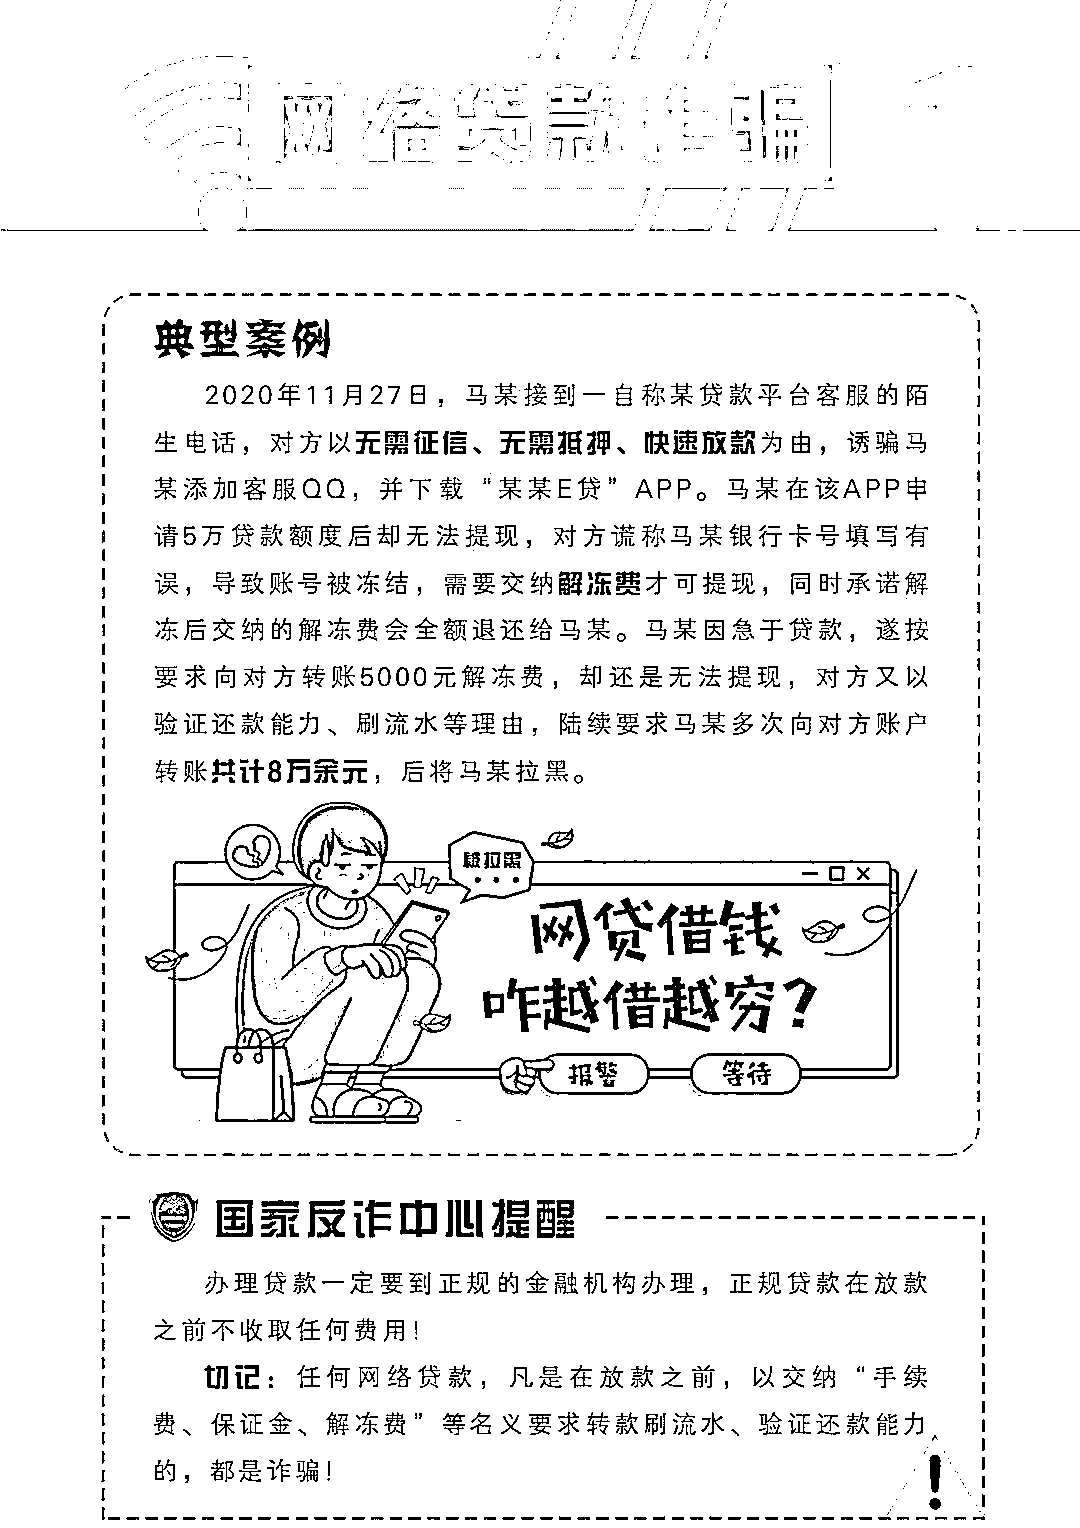 网络贷款诈骗
1
典型案例
2020年11月27日，马某接到一自称某贷款平台客服的陌
生电话，对方以无需征信、无需抵押、快速放款为由，诱骗马
某添加客服QQ，并下载“某某E贷”APP。马某在该APP申
请5万贷款额度后却无法提现，对方谎称马某银行卡号填写有
误，导致账号被冻结，需要交纳解冻费才可提现，同时承诺解
冻后交纳的解冻费会全额退还给马某。马某因急于贷款，遂按
要求向对方转账5000元解冻费，却还是无法提现，对方又以
验证还款能力、刷流水等理由，陆续要求马某多次向对方账户
转账共计8万余元，后将马某拉黑。
被拉黑
网贷借钱
咋越借越穷？
报警
等待
国家反诈中心提醒
办理贷款一定要到正规的金融机构办理，正规贷款在放款
之前不收取任何费用！
切记：任何网络贷款，凡是在放款之前，以交纳“手续
费、保证金、解冻费”等名义要求转款刷流水、验证还款能力
的，都是诈骗！